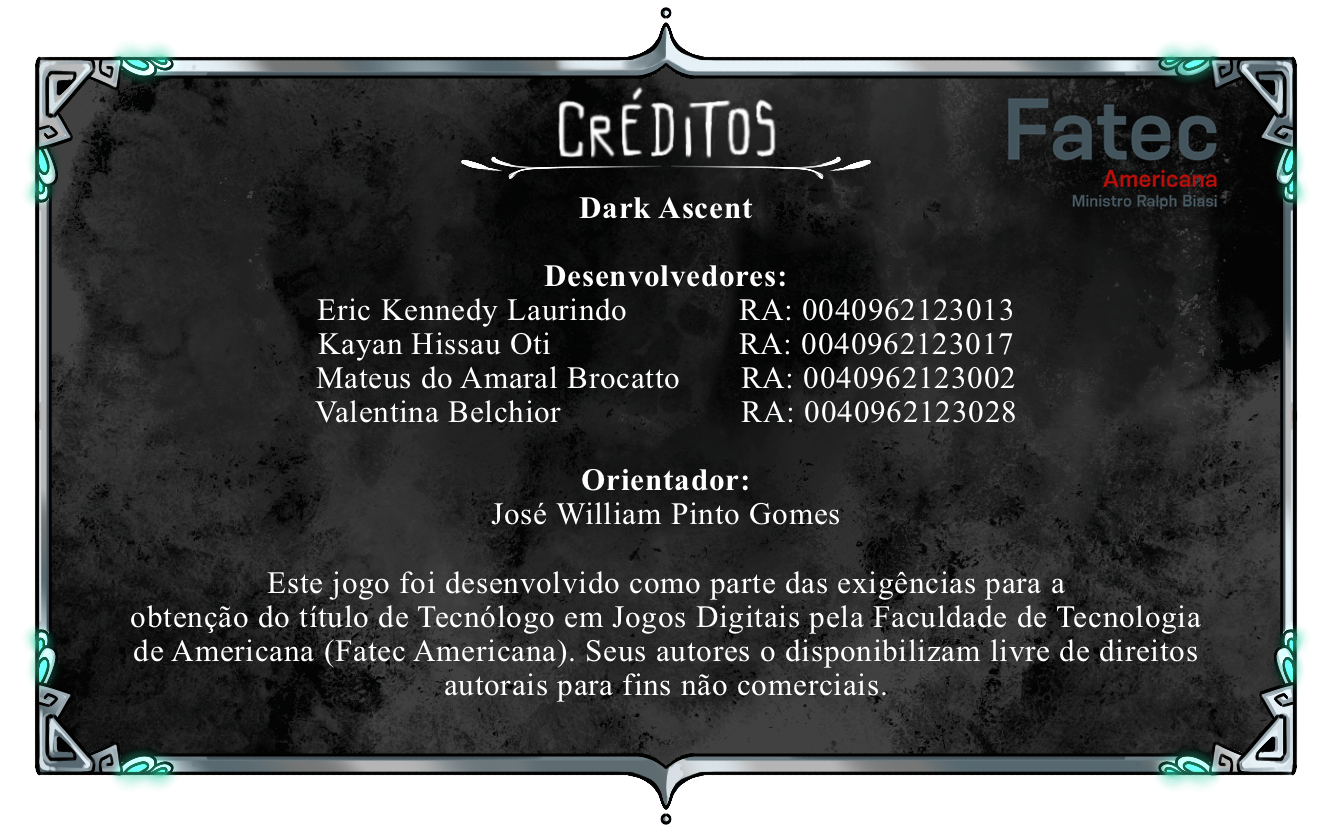 CRÉDITOS
Fatec
Americana
Ministro Ralph Biasi
Dark Ascent
Desenvolvedores:
Eric Kennedy Laurindo RA: 0040962123013
Kayan Hissau Oti RA: 0040962123017
Mateus do Amaral Brocatto RA: 0040962123002
Valentina Belchior RA: 0040962123028
Orientador:
José William Pinto Gomes
Este jogo foi desenvolvido como parte das exigências para a
obtenção do título de Tecnólogo em Jogos Digitais pela Faculdade de Tecnologia
de Americana (Fatec Americana). Seus autores o disponibilizam livre de direitos
autorais para fins não comerciais.